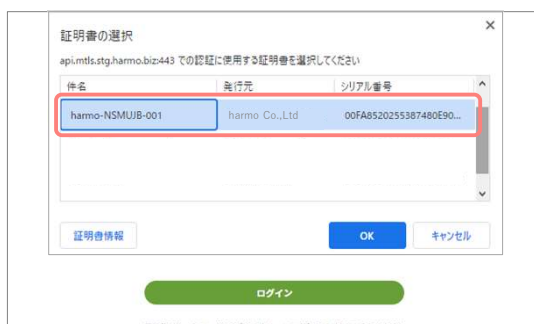 証明書の選択
api.mtls.stg.harmo.biz:443 での認証に使用する証明書を選択してください
件名 発行元 シリアル番号
harmo-NSMUJB-001 harmo Co.,Ltd 00FA8520255387480E90...
証明書情報 OK キャンセル
ログイン